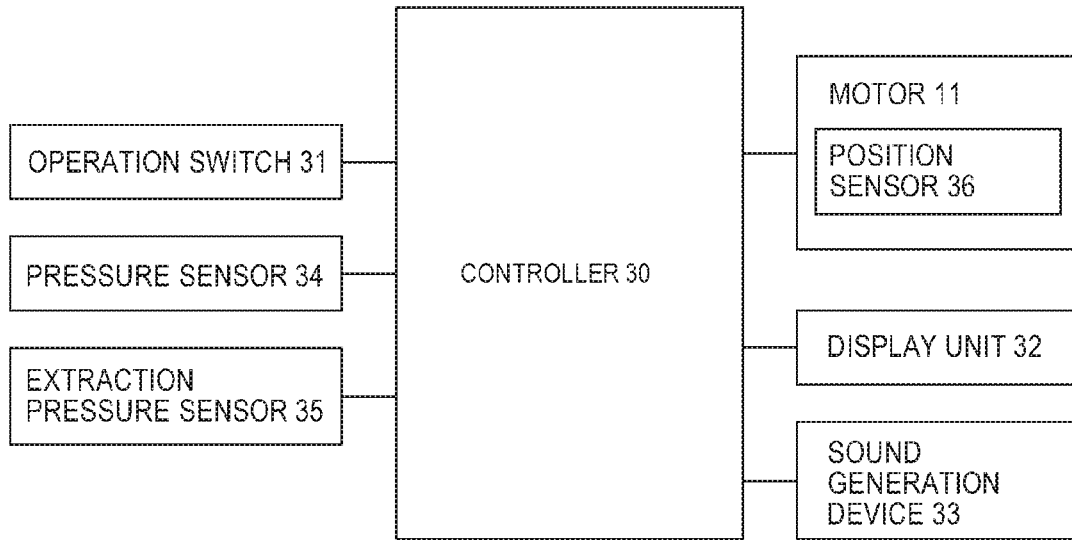 OPERATION SWITCH 31
PRESSURE SENSOR 34
EXTRACTION
PRESSURE SENSOR 35
CONTROLLER 30
MOTOR 11
POSITION
SENSOR 36
DISPLAY UNIT 32
SOUND
GENERATION
DEVICE 33